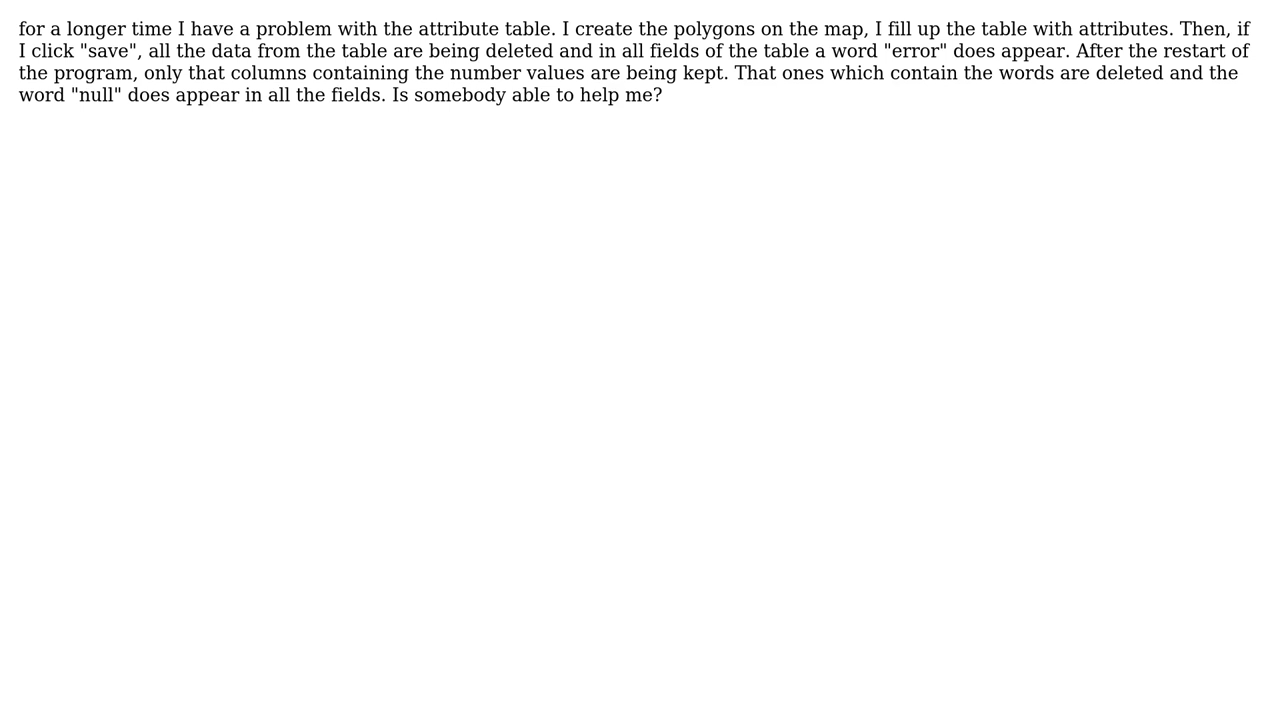 for a longer time I have a problem with the attribute table. I create the polygons on the map, I fill up the table with attributes. Then, if
I click "save", all the data from the table are being deleted and in all fields of the table a word "error" does appear. After the restart of
the program, only that columns containing the number values are being kept. That ones which contain the words are deleted and the
word "null" does appear in all the fields. Is somebody able to help me?